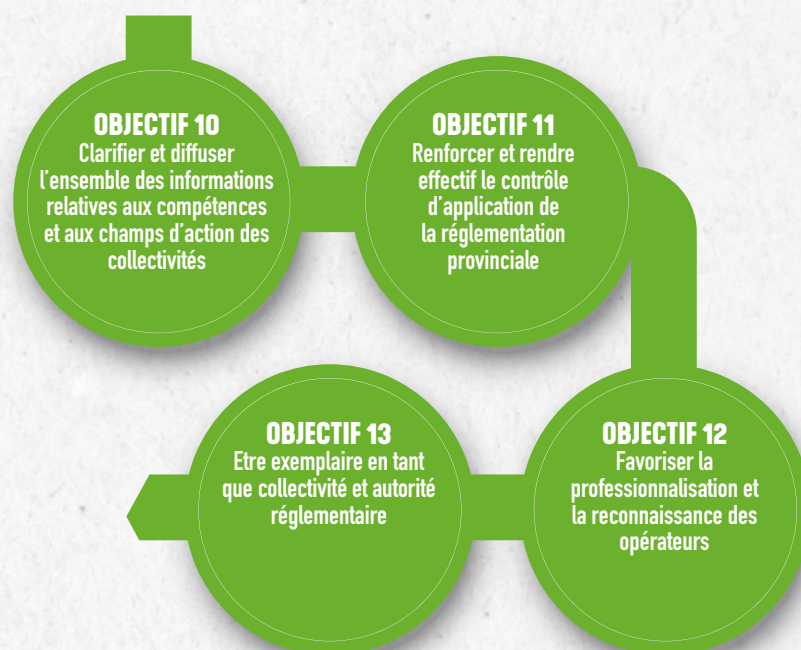 OBJECTIF 10
Clarifier et diffuser
l’ensemble des informations
relatives aux compétences
et aux champs d’action des
collectivités
OBJECTIF 11
Renforcer et rendre
effectif le contrôle
d’application de
la réglementation
provinciale
OBJECTIF 12
Favoriser la
professionnalisation et
la reconnaissance des
opérateurs
OBJECTIF 13
Etre exemplaire en tant
que collectivité et autorité
réglementaire